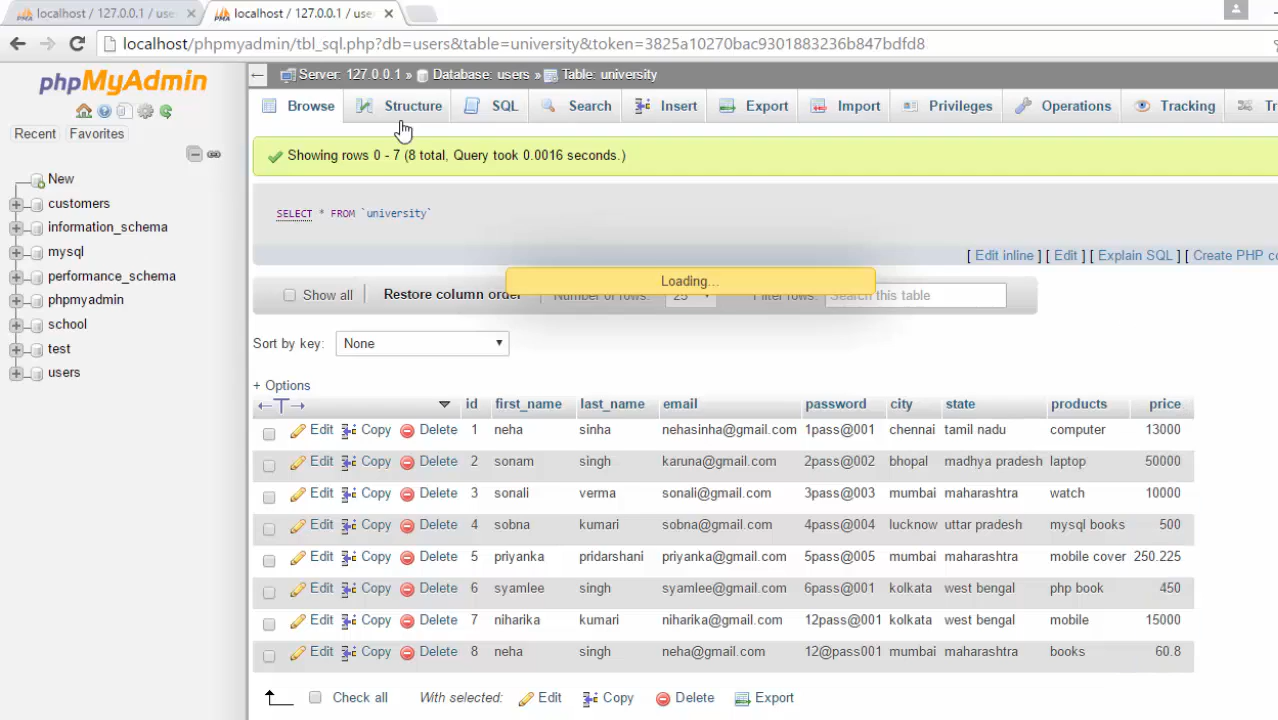 localhost / 127.0.0.1 / use
localhost / 127.0.0.1 / use
localhost/phpmyadmin/tbl_sql.php?db=users&table=university&token=3825a10270bac9301883236b847bdfd8
phpMyAdmin
Recent Favorites
New
customers
information_schema
mysql
performance_schema
phpmyadmin
school
test
users
Server: 127.0.0.1 » Database: users » Table: university
Browse Structure SQL Search Insert Export Import Privileges Operations Tracking Tr
Showing rows 0 - 7 (8 total, Query took 0.0016 seconds.)
SELECT * FROM `university`
[ Edit inline ] [ Edit ] [ Explain SQL ] [ Create PHP co
Loading...
Show all Restore column order Number of rows: 25 Filter rows: Search this table
Sort by key: None
+ Options
id first_name last_name email password city state products price
Edit Copy Delete 1 neha sinha nehasinha@gmail.com 1pass@001 chennai tamil nadu computer 13000
Edit Copy Delete 2 sonam singh karuna@gmail.com 2pass@002 bhopal madhya pradesh laptop 50000
Edit Copy Delete 3 sonali verma sonali@gmail.com 3pass@003 mumbai maharashtra watch 10000
Edit Copy Delete 4 sobna kumari sobna@gmail.com 4pass@004 lucknow uttar pradesh mysql books 500
Edit Copy Delete 5 priyanka pridarshani priyanka@gmail.com 5pass@005 mumbai maharashtra mobile cover 250.225
Edit Copy Delete 6 syamlee singh syamlee@gmail.com 6pass@001 kolkata west bengal php book 450
Edit Copy Delete 7 niharika kumari niharika@gmail.com 12pass@001 kolkata west bengal mobile 15000
Edit Copy Delete 8 neha singh neha@gmail.com 12@pass001 mumbai maharashtra books 60.8
Check all With selected: Edit Copy Delete Export